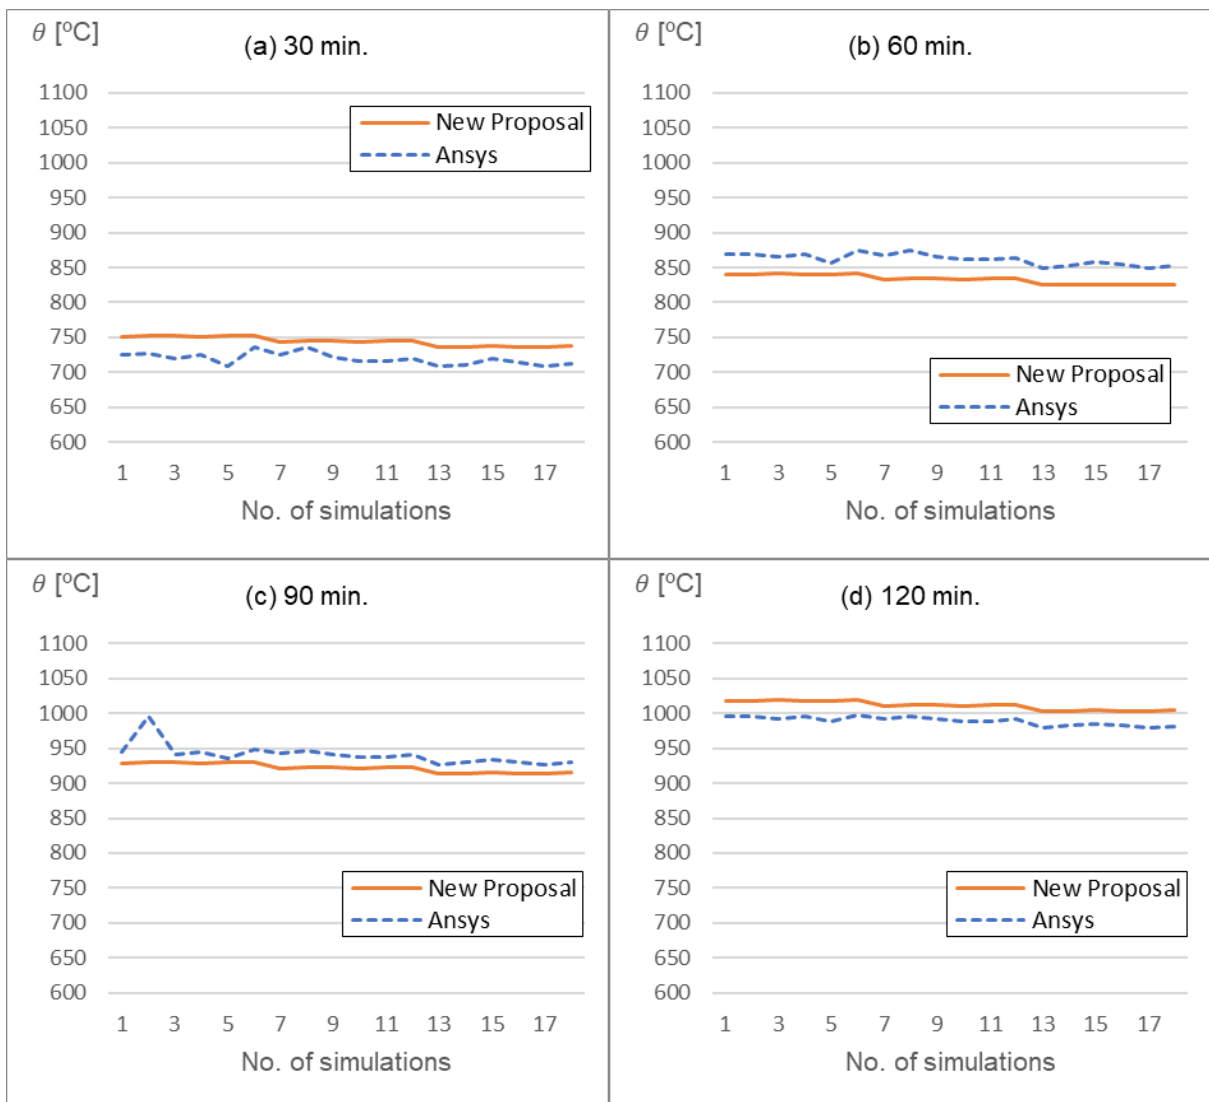 θ [ºC]
(a) 30 min.
1100
1050
1000
950
900
850
800
750
700
650
600
New Proposal
Ansys
1 3 5 7 9 11 13 15 17
No. of simulations
θ [ºC]
(b) 60 min.
1100
1050
1000
950
900
850
800
750
700
650
600
New Proposal
Ansys
1 3 5 7 9 11 13 15 17
No. of simulations
θ [ºC]
(c) 90 min.
1100
1050
1000
950
900
850
800
750
700
650
600
New Proposal
Ansys
1 3 5 7 9 11 13 15 17
No. of simulations
θ [ºC]
(d) 120 min.
1100
1050
1000
950
900
850
800
750
700
650
600
New Proposal
Ansys
1 3 5 7 9 11 13 15 17
No. of simulations